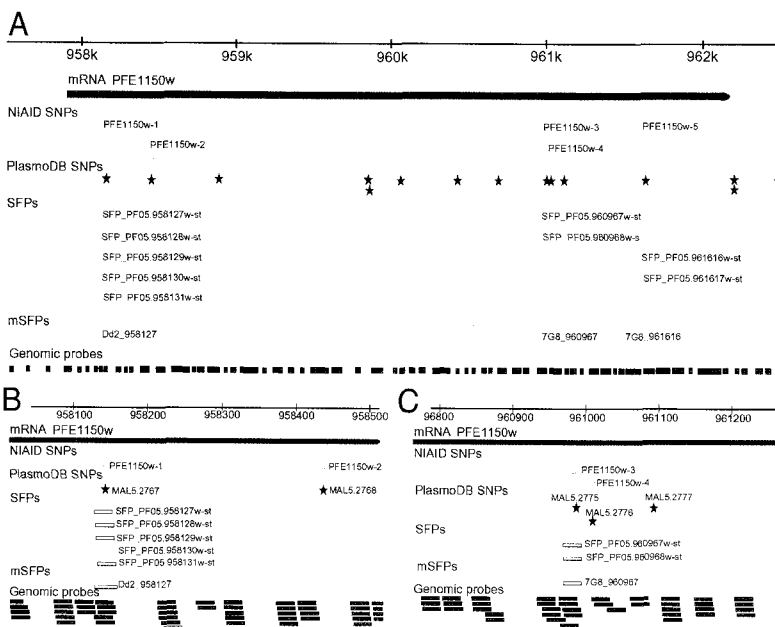 A
958k 959k 960k 961k 962k
mRNA PFE1150w
NiAID SNPs
PFE1150w-1 PFE1150w-3 PFE1150w-5
PFE1150w-2 PFE1150w-4
PlasmoDB SNPs
SFPs
SFP_PF05.958127w-st SFP_PF05.960967w-st
SFP_PF05.958128w-st SFP_PF05.960968w-s
SFP_PF05.958129w-st SFP_PF05.961616w-st
SFP_PF05.958130w-st SFP_PF05.961617w-st
SFP_PF05.958131w-st
mSFPs
Dd2_958127 7G8_960967 7G8_961616
Genomic probes
B
958100 958200 958300 958400 958500
mRNA PFE1150w
NIAID SNPs
PFE1150w-1 PFE1150w-2
PlasmoDB SNPs
MAL5.2767 MAL5.2768
SFPs
SFP_PF05.958127w-st
SFP_PF05.958128w-st
SFP_PF05.958129w-st
SFP_PF05.958130w-st
SFP_PF05.958131w-st
mSFPs
Dd2_958127
Genomic probes
C
960800 960900 961000 961100 961200
mRNA PFE1150w
NIAID SNPs
PFE1150w-3
PFE1150w-4
PlasmoDB SNPs
MAL5.2775 MAL5.2777
MAL5.2776
SFPs
SFP_PF05.960967w-st
SFP_PF05.960968w-st
mSFPs
7G8_960967
Genomic probes